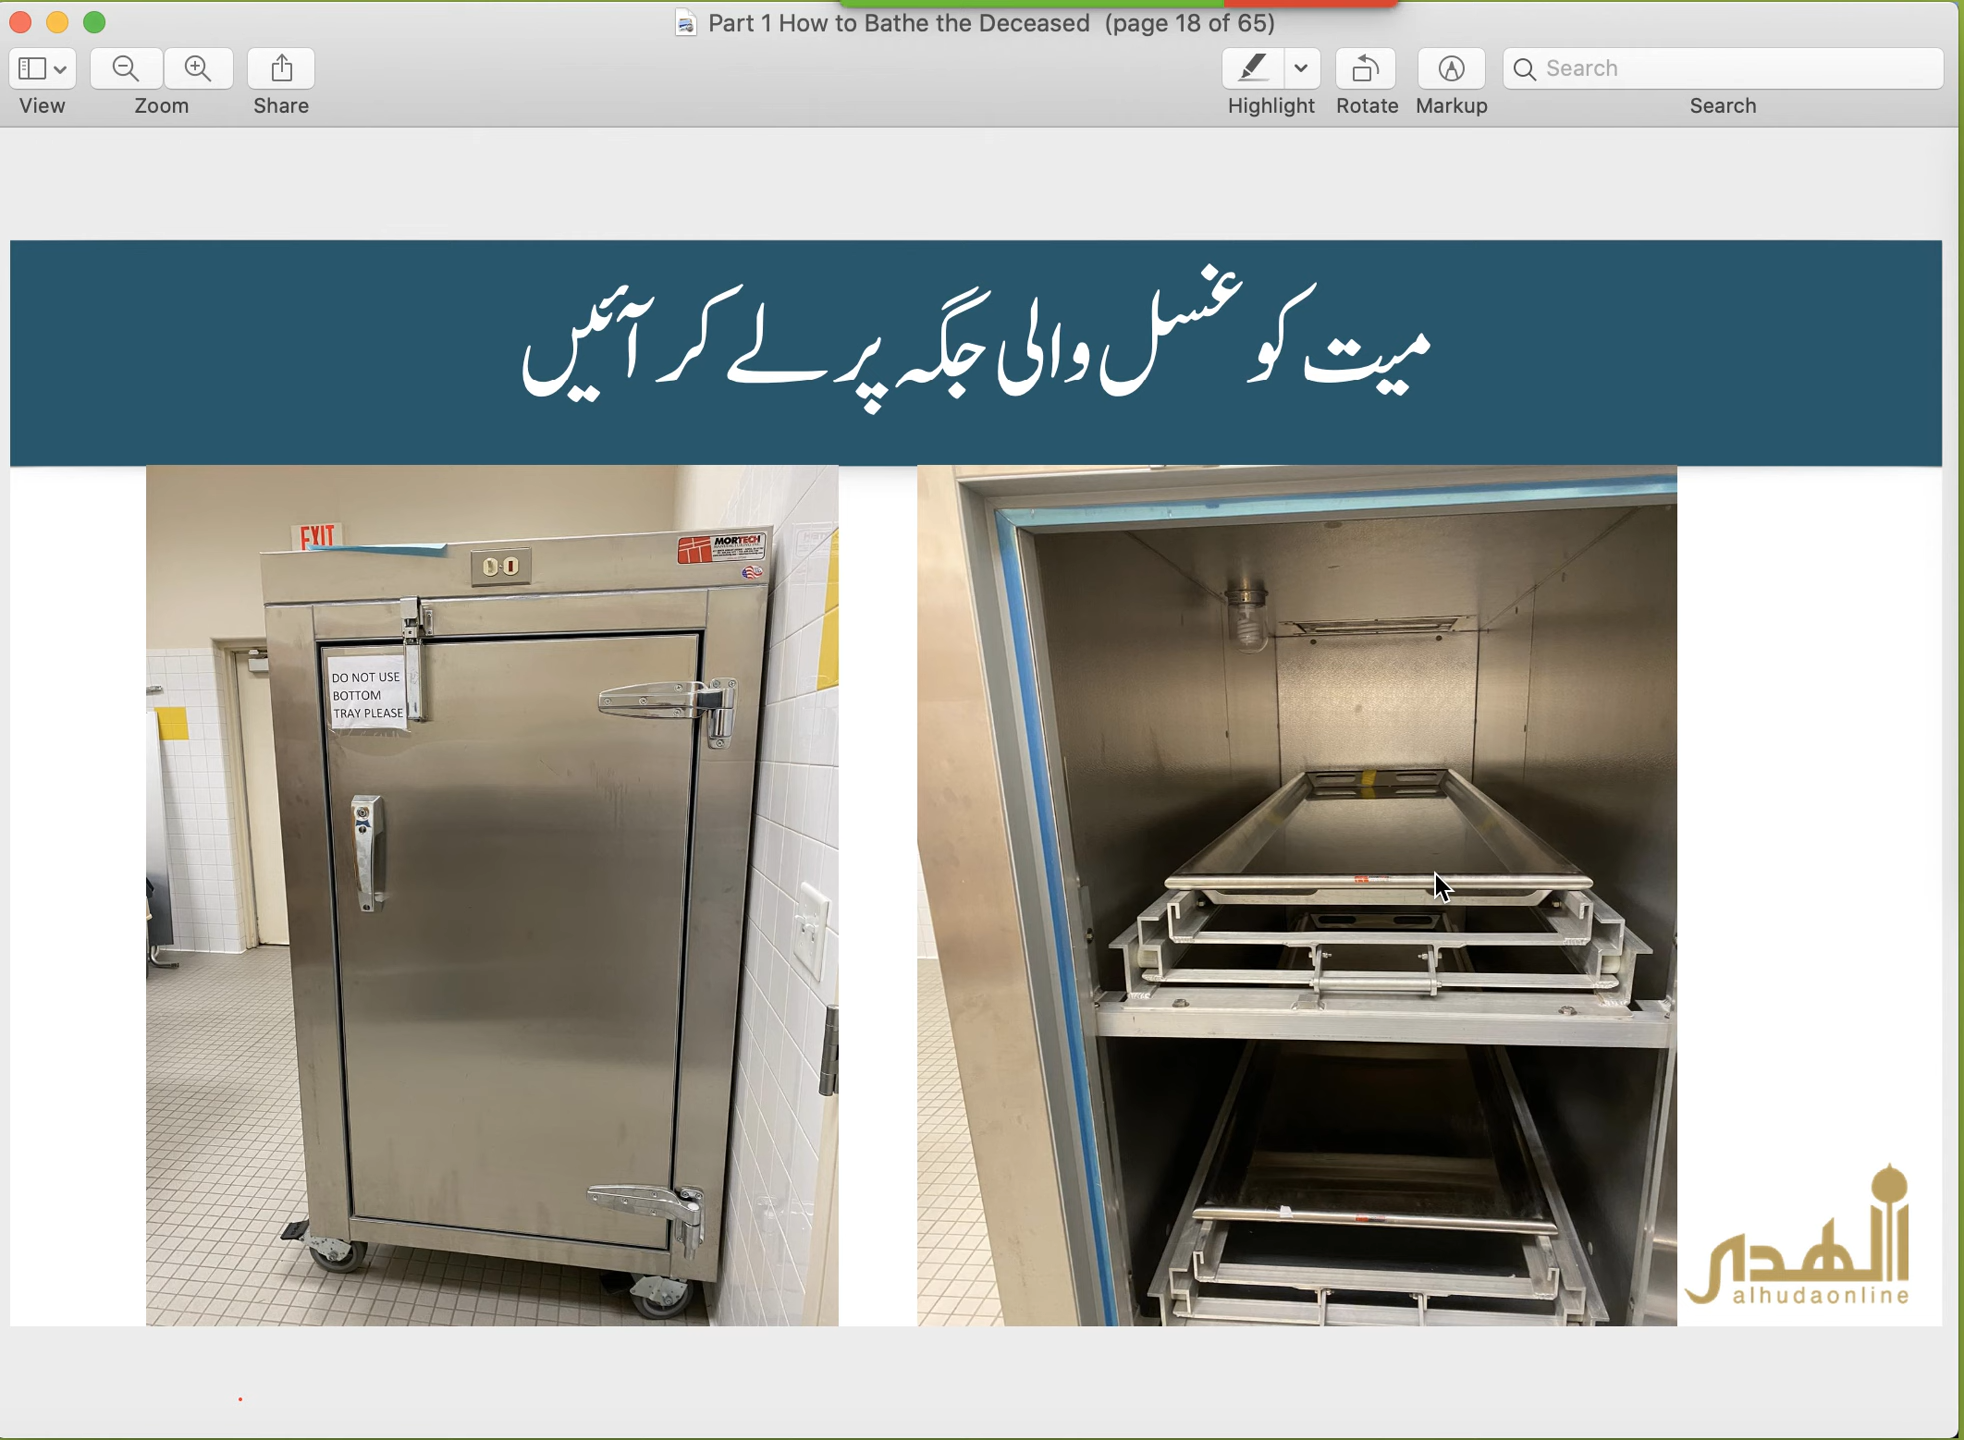 Part 1 How to Bathe the Deceased (page 18 of 65)
View
Zoom
Share
Highlight
Rotate
Markup
Search
Search
میت کو غسل والی جگہ پر لے کر آئیں
EXIT
MORTECH
DO NOT USE
BOTTOM
TRAY PLEASE
الهدى
alhudaonline